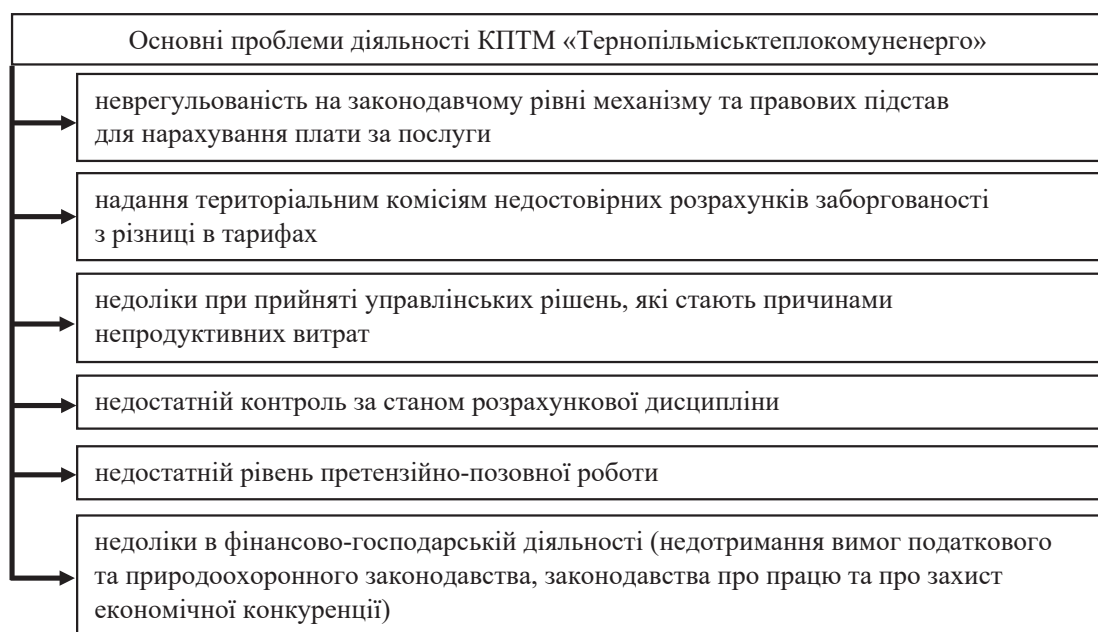 Основні проблеми діяльності КПТМ «Тернопільміськтеплокомуненерго»
неврегульованість на законодавчому рівні механізму та правових підстав
для нарахування плати за послуги
надання територіальним комісіям недостовірних розрахунків заборгованості
з різниці в тарифах
недоліки при прийняті управлінських рішень, які стають причинами
непродуктивних витрат
недостатній контроль за станом розрахункової дисципліни
недостатній рівень претензійно-позовної роботи
недоліки в фінансово-господарській діяльності (недотримання вимог податкового
та природоохоронного законодавства, законодавства про працю та про захист
економічної конкуренції)